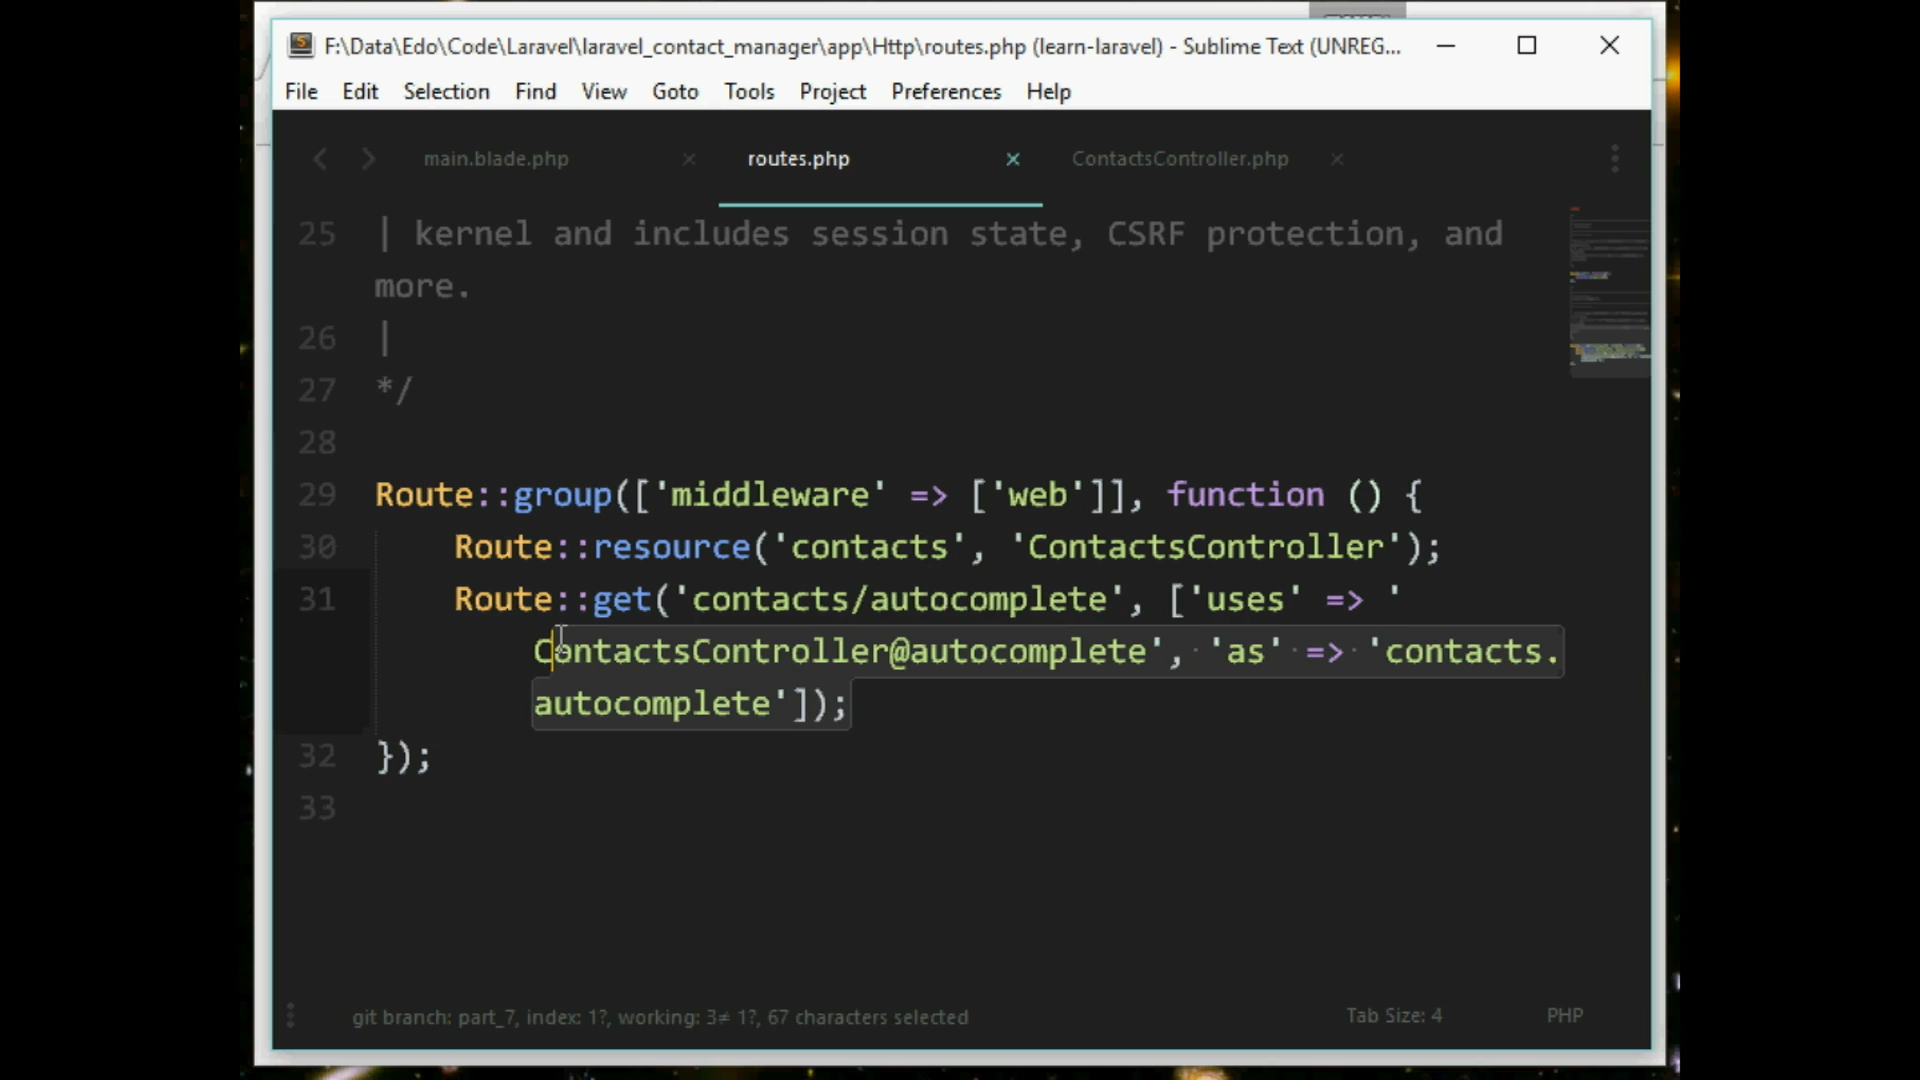 F:\Data\Edo\Code\Laravel\laravel_contact_manager\app\Http\routes.php (learn-laravel) - Sublime Text (UNREG...
File Edit Selection Find View Goto Tools Project Preferences Help
main.blade.php routes.php ContactsController.php
25 | kernel and includes session state, CSRF protection, and
more.
26 |
27 */
28
29 Route::group(['middleware' => ['web']], function () {
30 Route::resource('contacts', 'ContactsController');
31 Route::get('contacts/autocomplete', ['uses' => '
ContactsController@autocomplete', 'as' => 'contacts.
autocomplete']);
32 });
33
git branch: part_7, index: 1?, working: 3≠ 1?, 67 characters selected Tab Size: 4 PHP